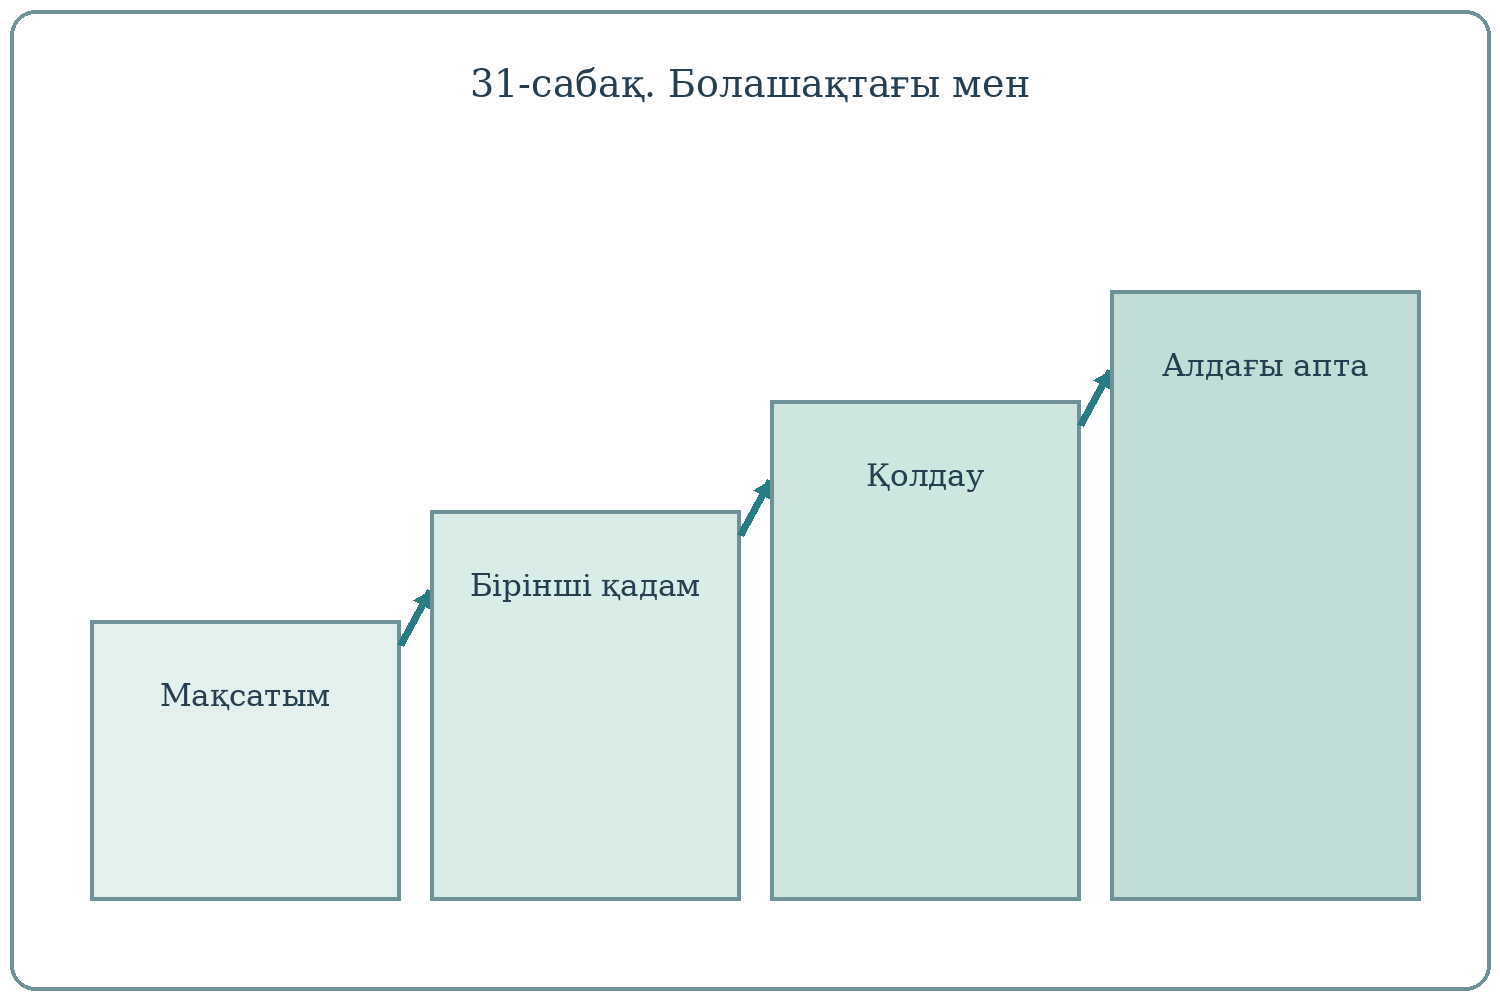 31-сабақ. Болашақтағы мен
Мақсатым
Бірінші қадам
Қолдау
Алдағы апта